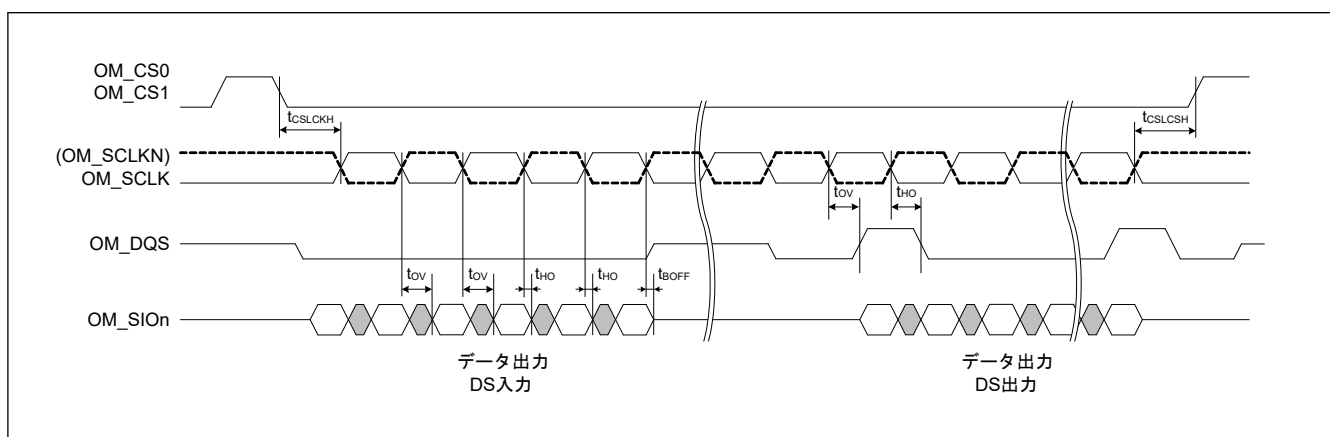 OM_CS0
OM_CS1
tCSLCKH
tCSLCSH
(OM_SCLKN)
OM_SCLK
tOV
tHO
OM_DQS
tOV
tOV
tHO
tHO
tBOFF
OM_SIOn
データ出力
DS入力
データ出力
DS出力